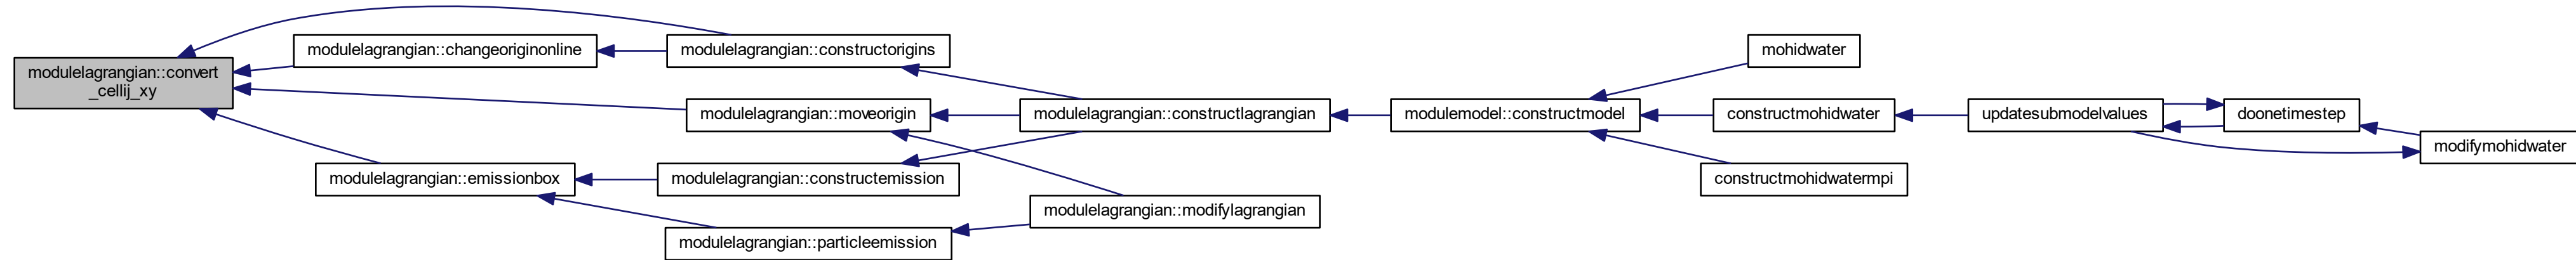 modulelagrangian::convert
_cellij_xy
modulelagrangian::changeoriginonline
modulelagrangian::constructorigins
modulelagrangian::moveorigin
modulelagrangian::emissionbox
modulelagrangian::constructemission
modulelagrangian::particleemission
modulelagrangian::constructlagrangian
modulelagrangian::modifylagrangian
modulemodel::constructmodel
mohidwater
constructmohidwater
constructmohidwatermpi
updatesubmodelvalues
doonetimestep
modifymohidwater